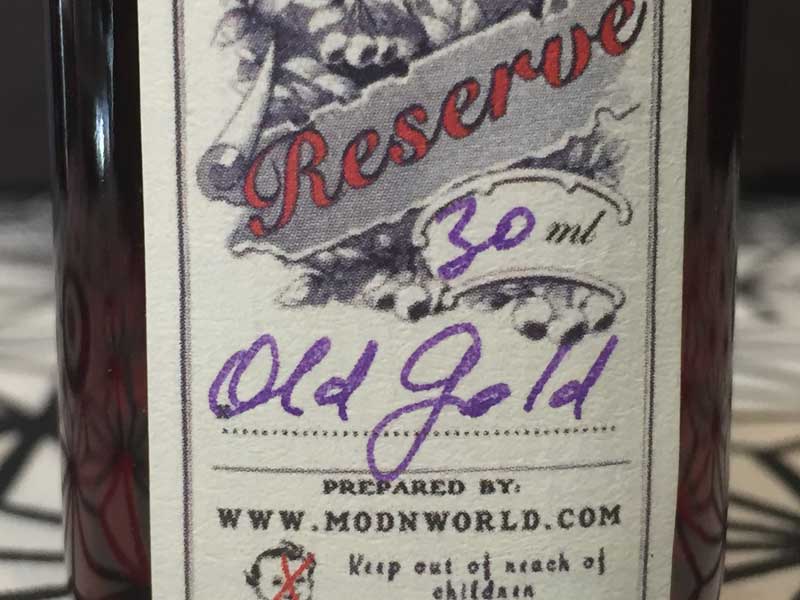 Reserve
30 ml
Old Gold
PREPARED BY:
WWW.MODNWORLD.COM
Keep out of reach of
children